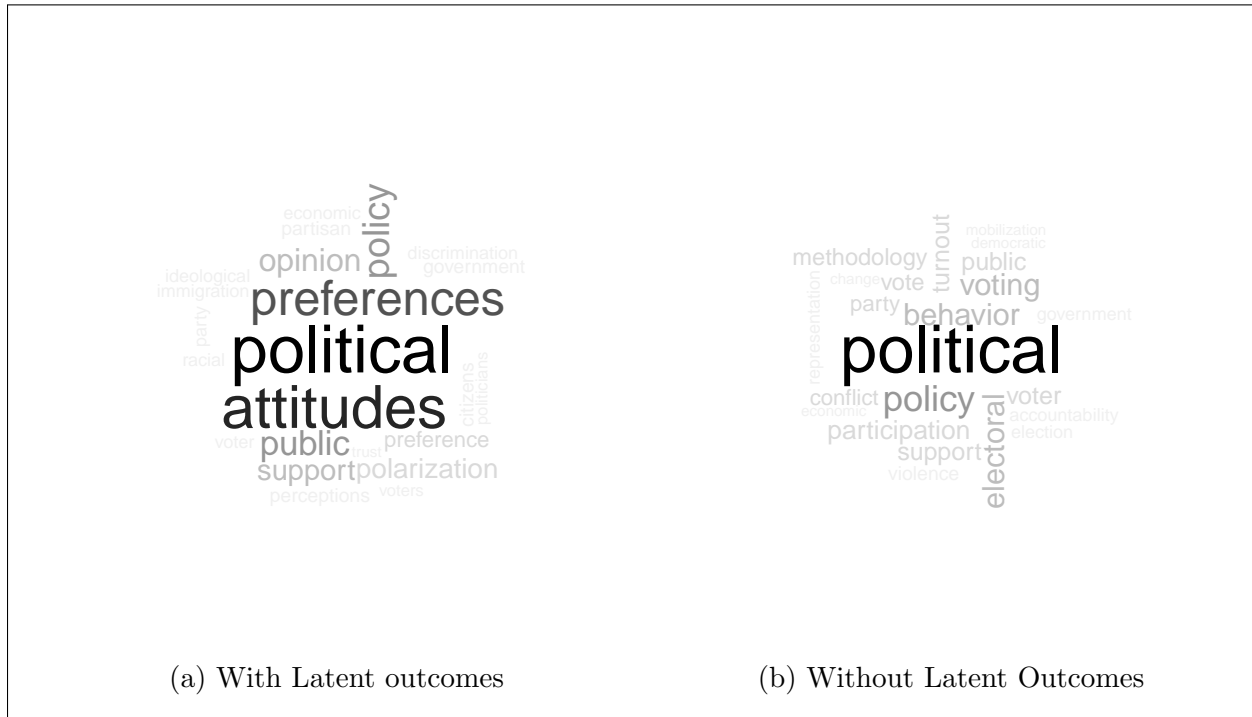 economic
partisan
policy
opinion
discrimination
government
ideological
immigration
preferences
party
political
racial
citizens
politicians
attitudes
voter
public
trust
preference
support
polarization
perceptions
voters
(a) With Latent outcomes
mobilization
democratic
turnout
methodology
public
change
vote
voting
representation
party
behavior
government
political
conflict
policy
voter
economic
accountability
participation
electoral
election
support
violence
(b) Without Latent Outcomes